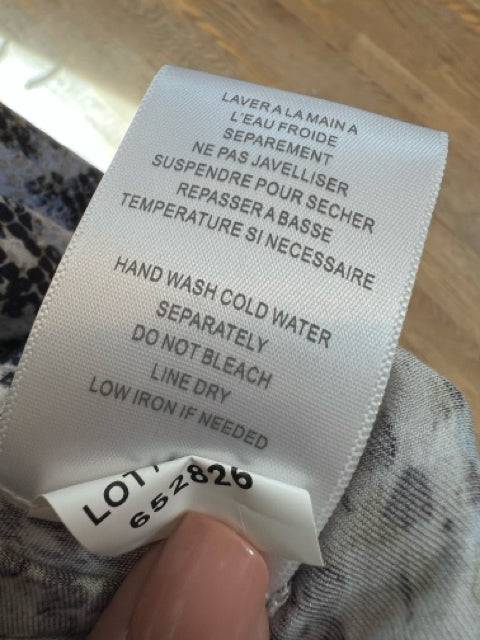 LAVER A LA MAIN A
L'EAU FROIDE
SEPAREMENT
NE PAS JAVELLISER
SUSPENDRE POUR SECHER
REPASSER A BASSE
TEMPERATURE SI NECESSAIRE
HAND WASH COLD WATER
SEPARATELY
DO NOT BLEACH
LINE DRY
LOW IRON IF NEEDED
LOT
652826